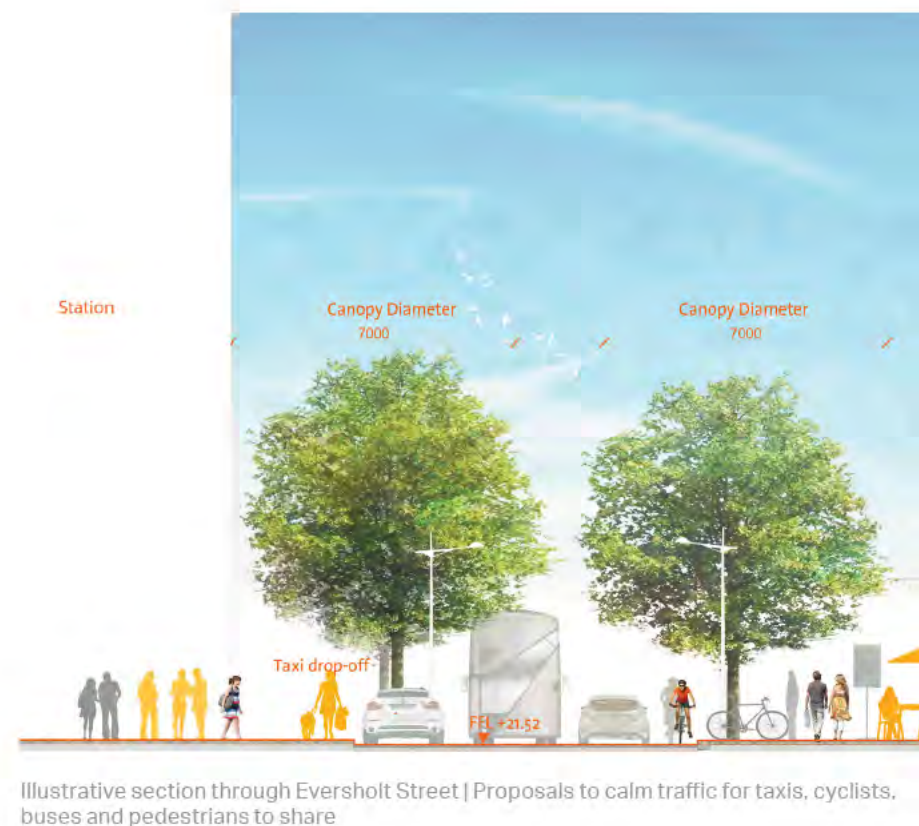 Station
Canopy Diameter
7000
Canopy Diameter
7000
Taxi drop-off
FFL +21.52
Illustrative section through Eversholt Street | Proposals to calm traffic for taxis, cyclists,
buses and pedestrians to share